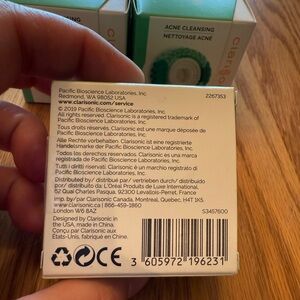 ACNE CLEANSING
NETTOYAGE ACNÉ
Pacific Bioscience Laboratories, Inc.
Redmond, WA 98052 USA
2267353
www.clarisonic.com/service
© 2019 Pacific Bioscience Laboratories, Inc.
All rights reserved. Clarisonic is a registered trademark of
Pacific Bioscience Laboratories, Inc.
Tous droits réservés. Clarisonic est une marque déposée de
Pacific Bioscience Laboratories, Inc.
Alle Rechte vorbehalten. Clarisonic ist eine registrierte
Handelsmarke der Pacific Bioscience Laboratories, Inc.
Todos los derechos reservados. Clarisonic es una marca
registrada de Pacific Bioscience Laboratories, Inc.
Tutti i diritti riservati. Clarisonic è un marchio registrato di
Pacific Bioscience Laboratories, Inc.
Distributed by/ distribué par/ vertrieben durch/ distribuido
por/ distribuito da: L'Oréal Produits de Luxe International,
62 Quai Charles Pasqua, 92300 Levallois-Perret, France
Imp. by/par Clarisonic Canada, Montreal, Québec, H4T 1K5.
www.clarisonic.ca | 866-459-3860
London W6 8AZ
S3457600
Designed by Clarisonic in
the USA, made in China.
Conçu par Clarisonic aux
États-Unis, fabriqué en Chine.
CE
3 605972 196231